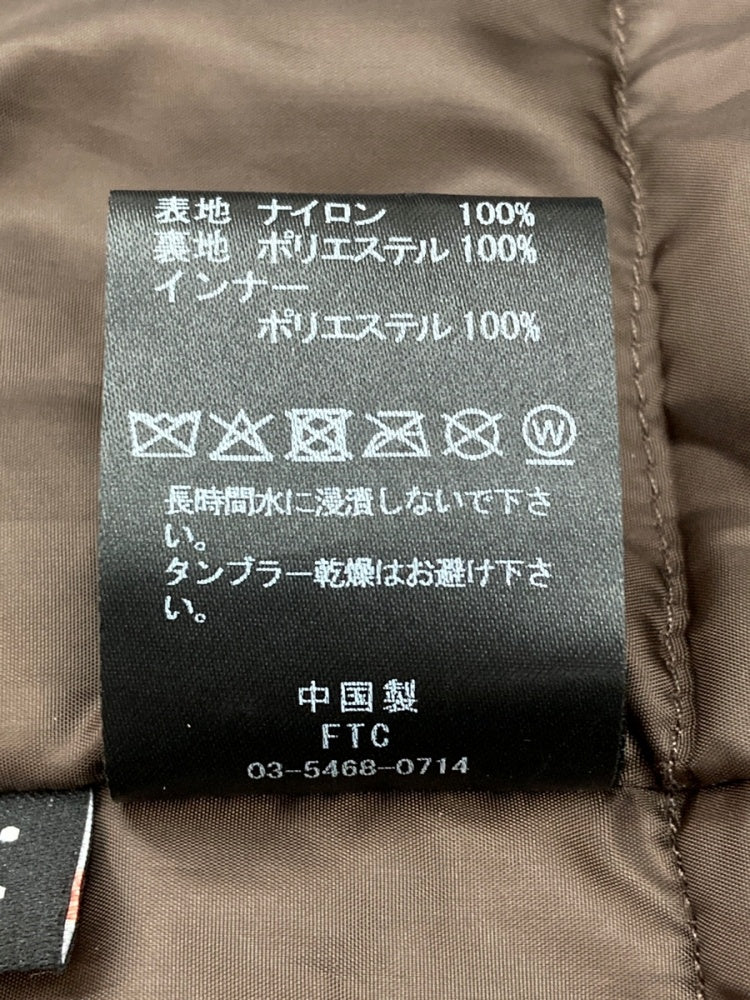 表地 ナイロン 100%
裏地 ポリエステル 100%
インナー
ポリエステル 100%
W
長時間水に浸漬しないで下さ
い。
タンブラー乾燥はお避け下さ
い。
中国製
FTC
03-5468-0714